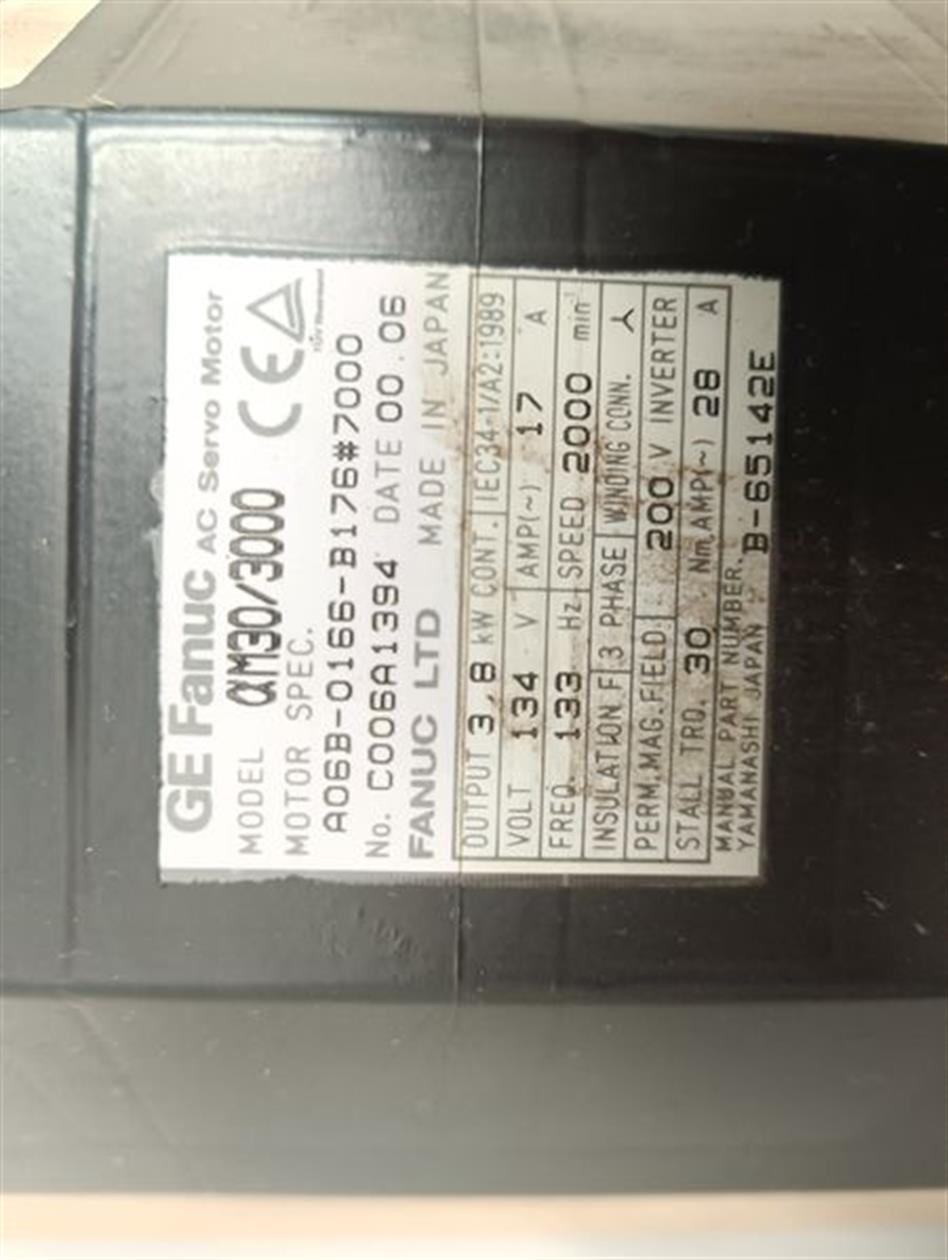 GE Fanuc AC Servo Motor
MODEL αM30/3000 CE
MOTOR SPEC.
A06B-0166-B176#7000
No. C006A1394 DATE 00.06
FANUC LTD MADE IN JAPAN
OUTPUT 3,8 kW CONT. IEC34-1/A2:1989
VOLT 134 V AMP(~) 17 A
FREQ. 133 Hz SPEED 2000 min⁻¹
INSULATION F 3 PHASE WINDING CONN. Y
PERM.MAG.FIELD. 200 V INVERTER
STALL TRQ. 30 Nm,AMP(~) 28 A
MANUAL PART NUMBER.
YAMANASHI JAPAN B-65142E